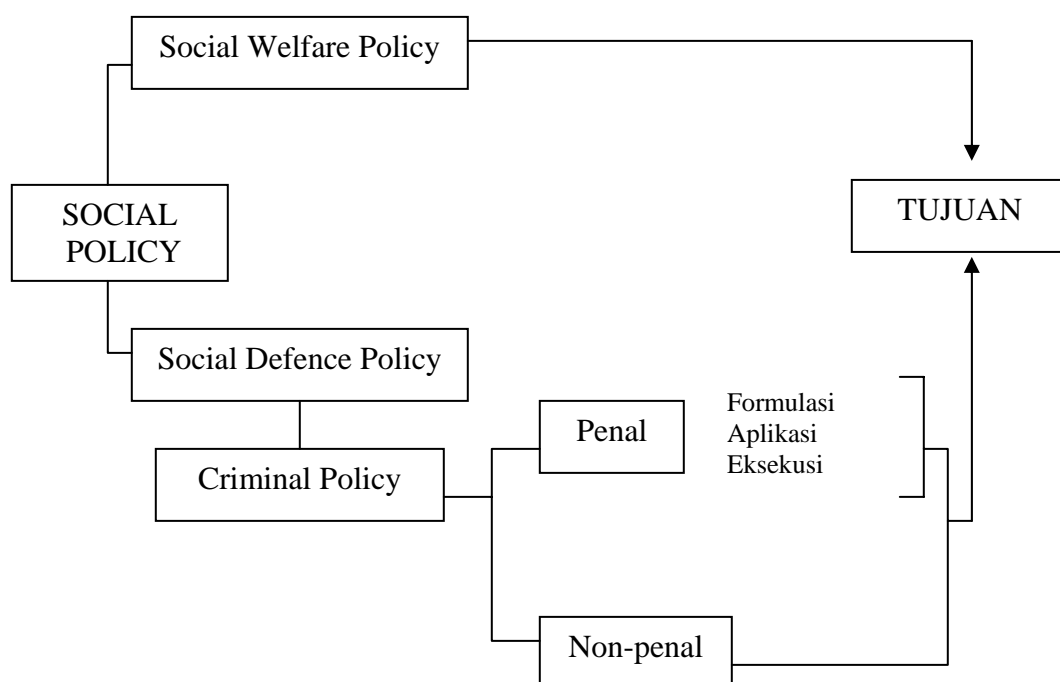 Social Welfare Policy
SOCIAL
POLICY
TUJUAN
Social Defence Policy
Criminal Policy
Penal
Formulasi
Aplikasi
Eksekusi
Non-penal